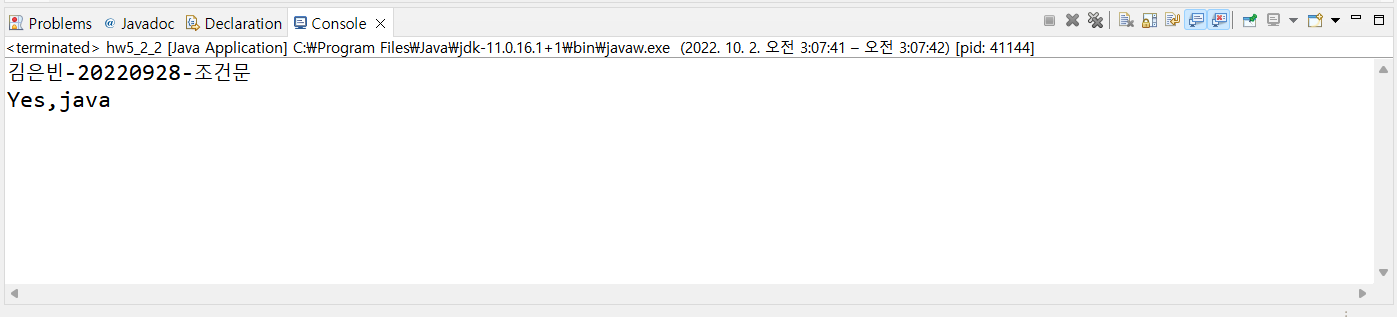 Problems Javadoc Declaration Console
<terminated> hw5_2_2 [Java Application] C:₩Program Files₩Java₩jdk-11.0.16.1+1₩bin₩javaw.exe (2022. 10. 2. 오전 3:07:41 – 오전 3:07:42) [pid: 41144]
김은빈-20220928-조건문
Yes,java